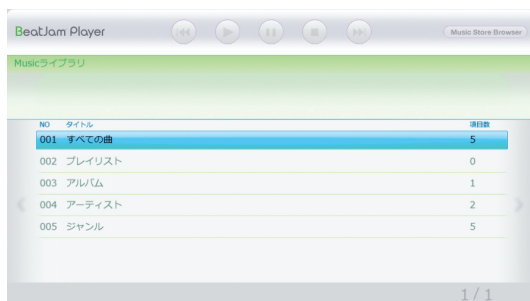 BeatJam Player
Music Store Browser
Musicライブラリ
NO タイトル 項目数
001 すべての曲 5
002 プレイリスト 0
003 アルバム 1
004 アーティスト 2
005 ジャンル 5
1/1